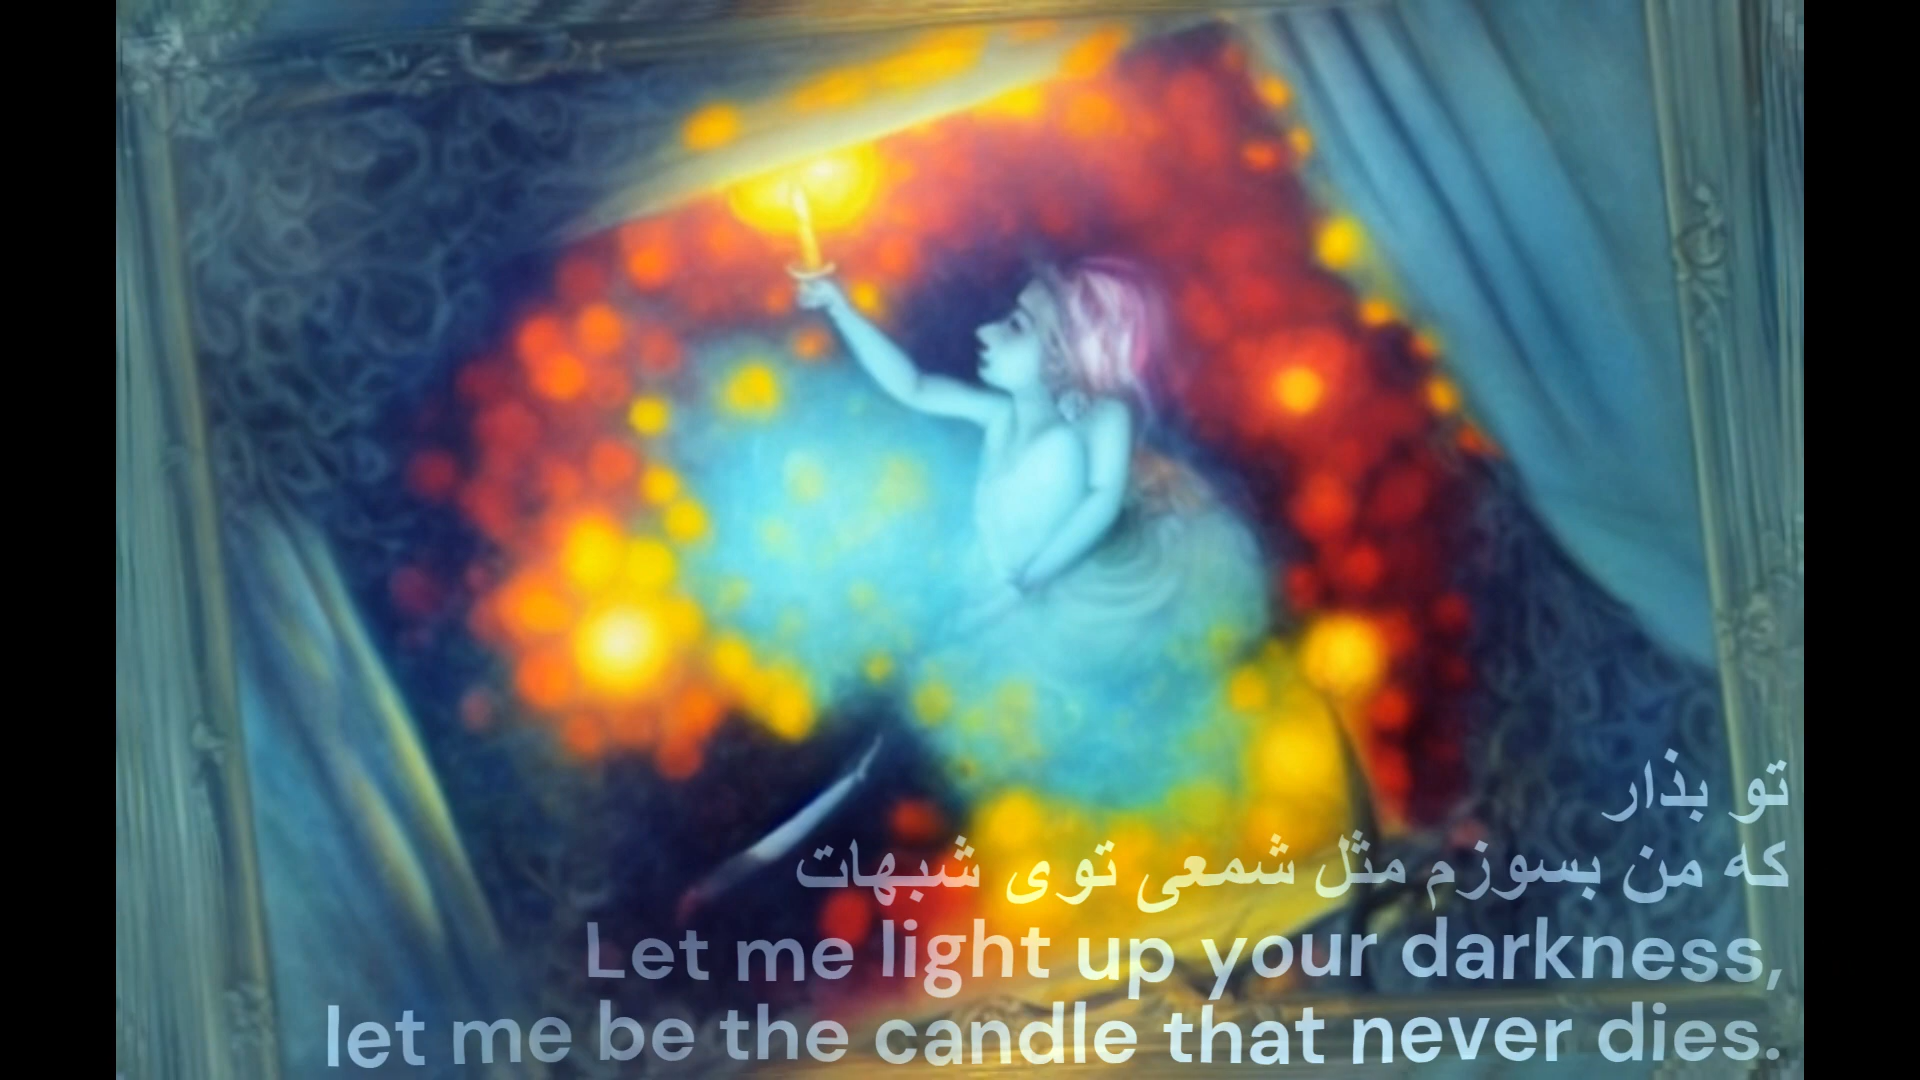 تو بذار
که من بسوزم مثل شمعی توی شبهات
Let me light up your darkness,
let me be the candle that never dies.